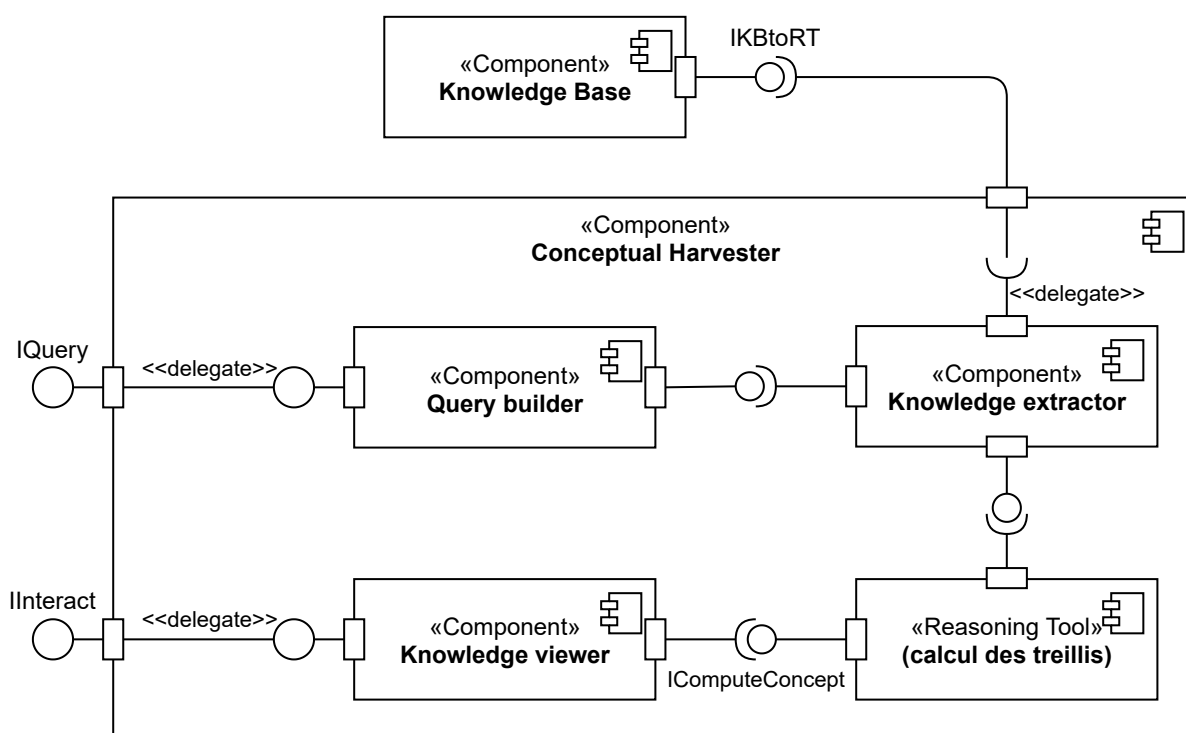 IKBtoRT
«Component»
Knowledge Base
«Component»
Conceptual Harvester
<<delegate>>
IQuery
<<delegate>>
«Component»
Query builder
«Component»
Knowledge extractor
IInteract
<<delegate>>
«Component»
Knowledge viewer
IComputeConcept
«Reasoning Tool»
(calcul des treillis)